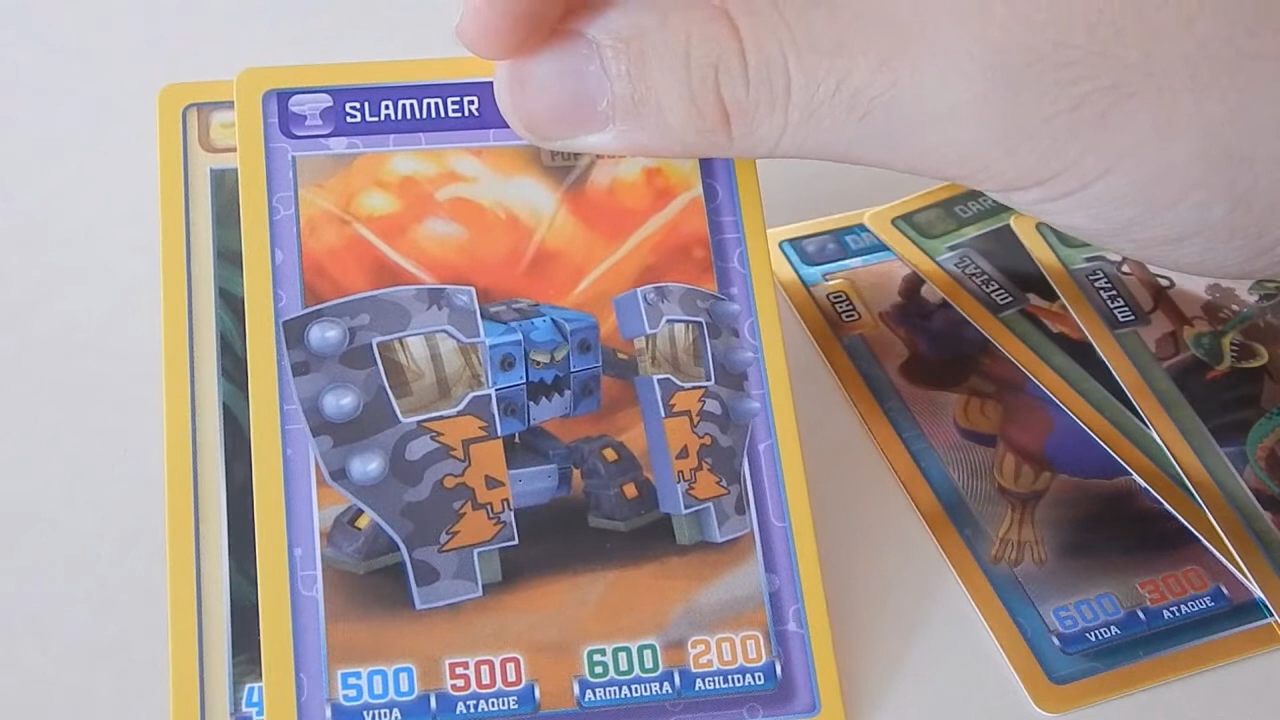 SLAMMER
500 500 600 200
VIDA ATAQUE ARMADURA AGILIDAD
ORO
600 300
VIDA ATAQUE
METAL
METAL